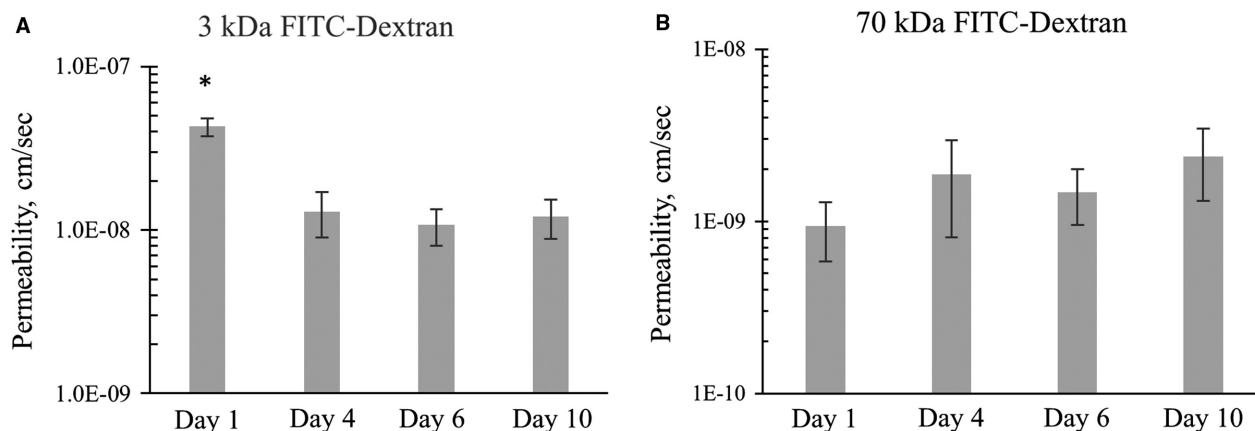 A
3 kDa FITC-Dextran
Permeability, cm/sec
1.0E-07
1.0E-08
1.0E-09
*
Day 1
Day 4
Day 6
Day 10
B
70 kDa FITC-Dextran
Permeability, cm/sec
1E-08
1E-09
1E-10
Day 1
Day 4
Day 6
Day 10